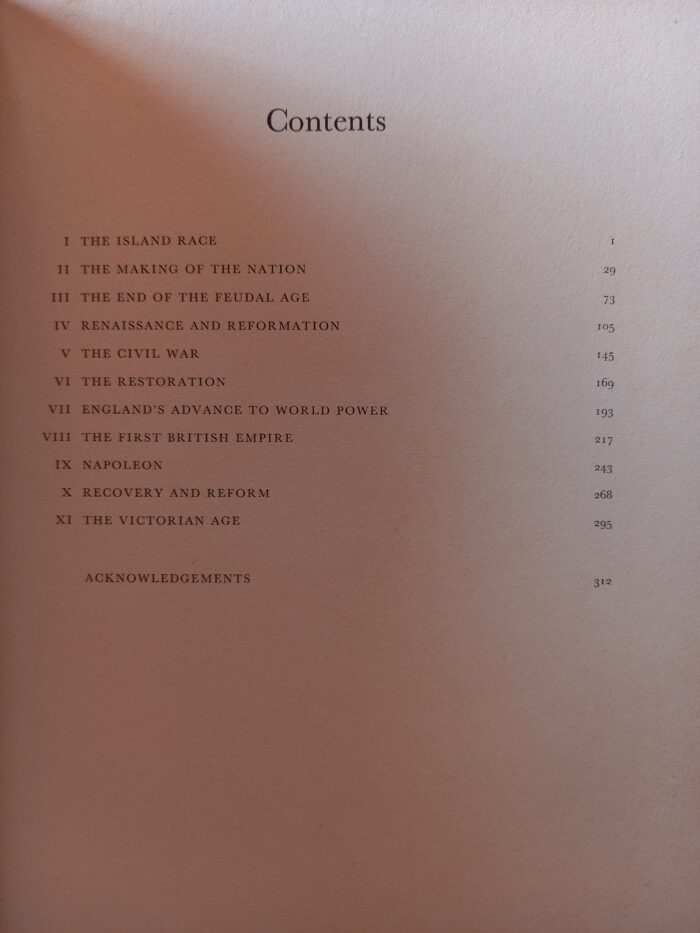 Contents
I THE ISLAND RACE 1
II THE MAKING OF THE NATION 29
III THE END OF THE FEUDAL AGE 73
IV RENAISSANCE AND REFORMATION 105
V THE CIVIL WAR 145
VI THE RESTORATION 169
VII ENGLAND'S ADVANCE TO WORLD POWER 193
VIII THE FIRST BRITISH EMPIRE 217
IX NAPOLEON 243
X RECOVERY AND REFORM 268
XI THE VICTORIAN AGE 295
ACKNOWLEDGEMENTS 312